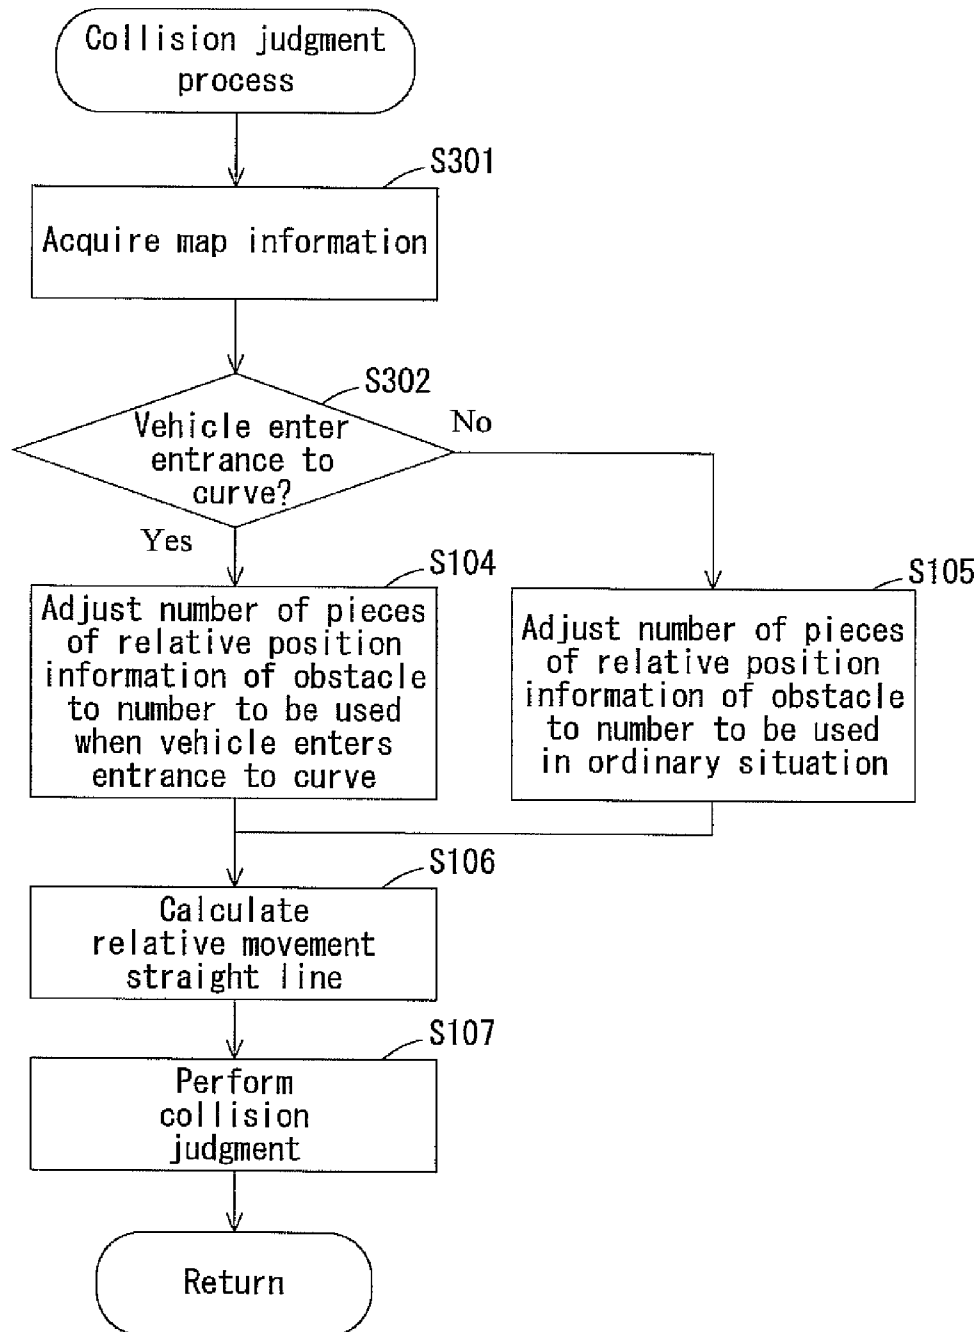 Collision judgment
process
S301
Acquire map information
S302
Vehicle enter
entrance to
curve?
No
Yes
S104
Adjust number of pieces
of relative position
information of obstacle
to number to be used
when vehicle enters
entrance to curve
S105
Adjust number of pieces
of relative position
information of obstacle
to number to be used
in ordinary situation
S106
Calculate
relative movement
straight line
S107
Perform
collision
judgment
Return